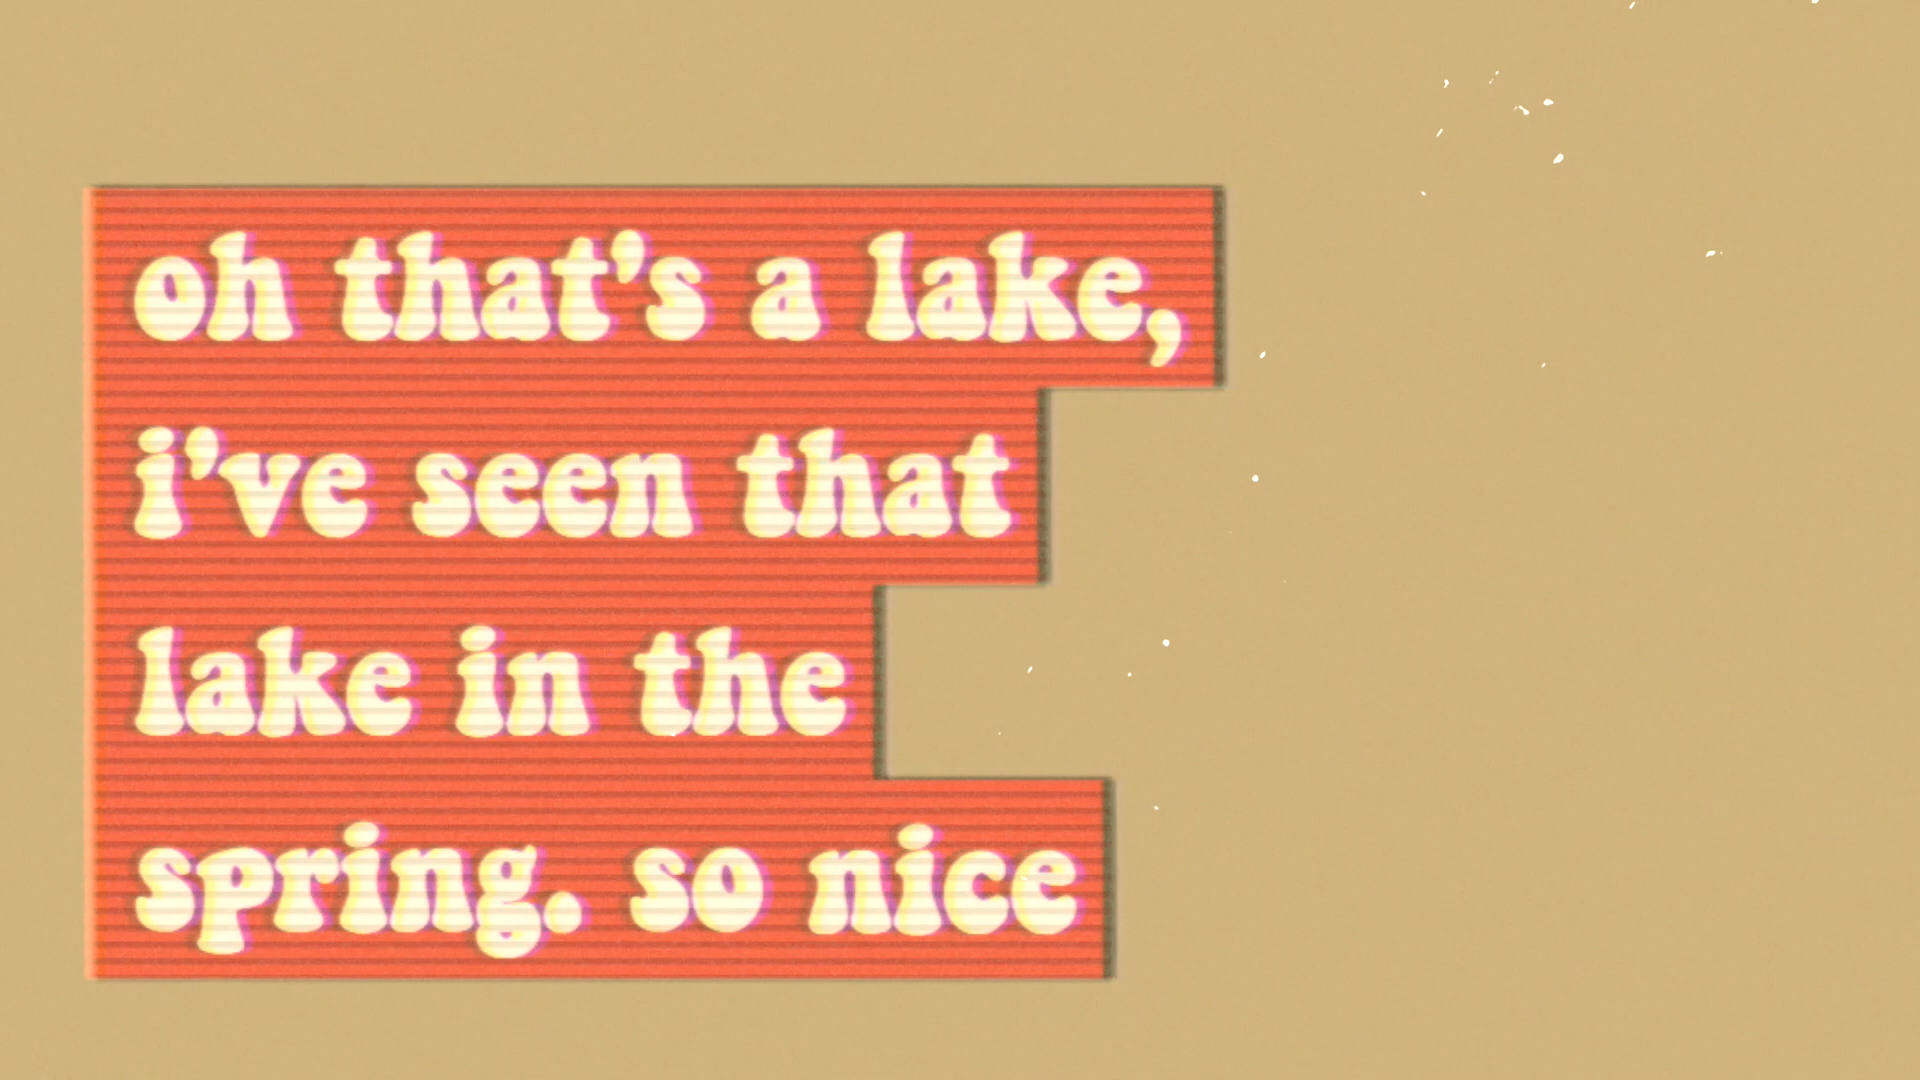 oh that's a lake,
i've seen that
lake in the
spring. so nice